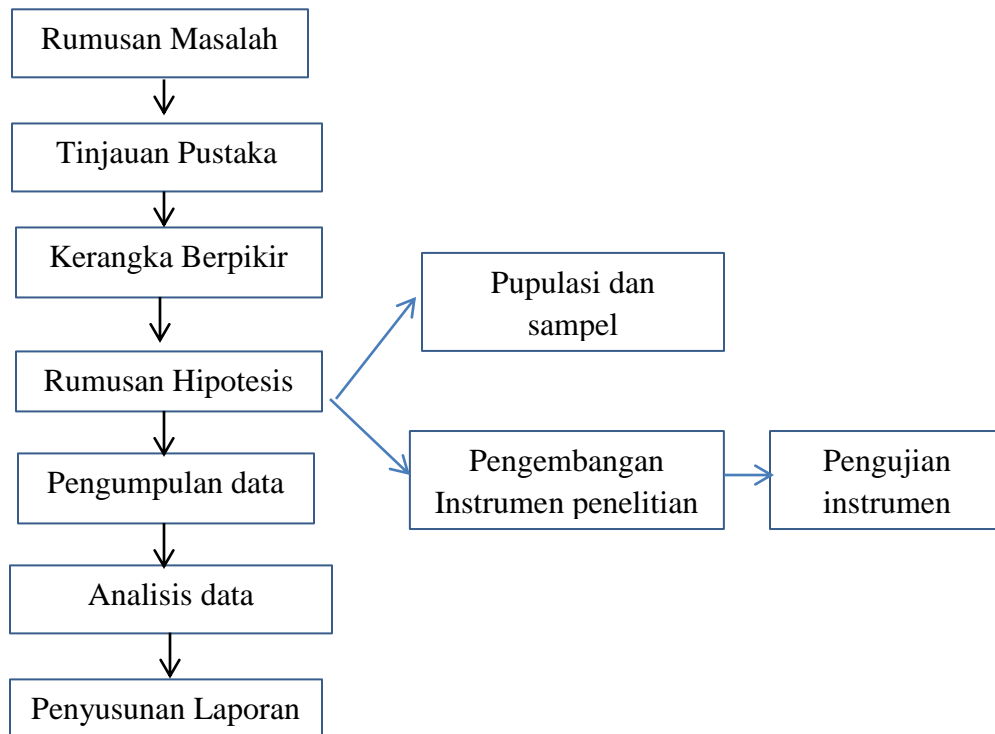 Rumusan Masalah
Tinjauan Pustaka
Kerangka Berpikir
Pupulasi dan
sampel
Rumusan Hipotesis
Pengembangan
Instrumen penelitian
Pengujian
instrumen
Pengumpulan data
Analisis data
Penyusunan Laporan